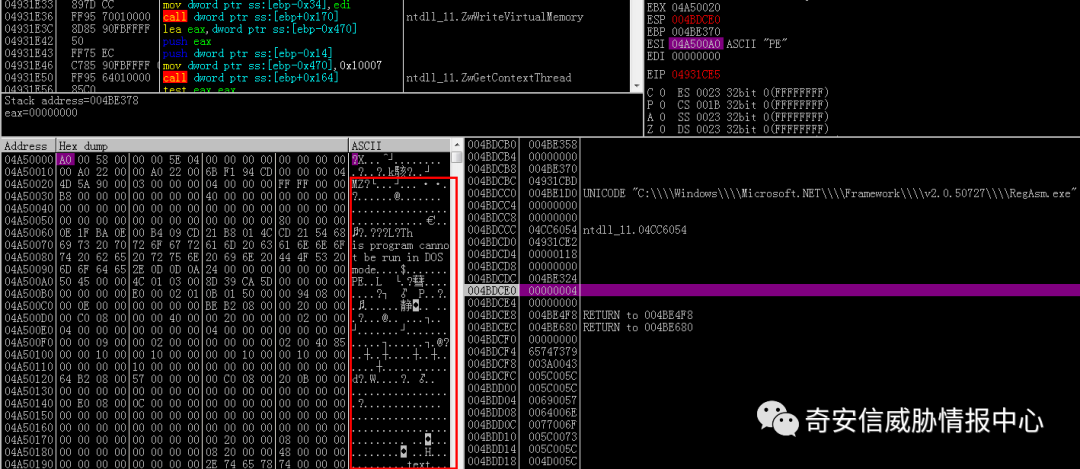 04931E33 897D CC mov dword ptr ss:[ebp-0x34],edi
04931E36 FF95 70010000 call dword ptr ss:[ebp+0x170] ntdll_11.ZwWriteVirtualMemory
04931E3C 8D85 90FBFFFF lea eax,dword ptr ss:[ebp-0x470]
04931E42 50 push eax
04931E43 FF75 EC push dword ptr ss:[ebp-0x14]
04931E46 C785 90FBFFFF mov dword ptr ss:[ebp-0x470],0x10007
04931E50 FF95 64010000 call dword ptr ss:[ebp+0x164] ntdll_11.ZwGetContextThread
04931E56 85C0 test eax,eax
Stack address=004BE378
eax=00000000
EBX 04A50020
ESP 004BDCE0
EBP 004BE370
ESI 04A500A0 ASCII "PE"
EDI 00000000
EIP 04931CE5
C 0 ES 0023 32bit 0(FFFFFFFF)
P 0 CS 001B 32bit 0(FFFFFFFF)
A 0 SS 0023 32bit 0(FFFFFFFF)
Z 0 DS 0023 32bit 0(FFFFFFFF)
Address Hex dump ASCII
04A50000 A0 00 58 00 00 00 5E 04 00 00 00 00 00 00 00 00
04A50010 00 A0 22 00 00 A0 22 00 6B F1 94 CD 00 00 00 04
04A50020 4D 5A 90 00 03 00 00 00 04 00 00 00 FF FF 00 00
04A50030 B8 00 00 00 00 00 00 00 40 00 00 00 00 00 00 00
04A50040 00 00 00 00 00 00 00 00 00 00 00 00 00 00 00 00
04A50050 00 00 00 00 00 00 00 00 00 00 00 00 80 00 00 00
04A50060 0E 1F BA 0E 00 B4 09 CD 21 B8 01 4C CD 21 54 68
04A50070 69 73 20 70 72 6F 67 72 61 6D 20 63 61 6E 6E 6F is program canno
04A50080 74 20 62 65 20 72 75 6E 20 69 6E 20 44 4F 53 20 t be run in DOS
04A50090 6D 6F 64 65 2E 0D 0D 0A 24 00 00 00 00 00 00 00 mode....$.......
04A500A0 50 45 00 00 4C 01 03 00 8D 39 CA 5D 00 00 00 00
04A500B0 00 00 00 00 E0 00 02 01 0B 01 50 00 00 94 08 00
04A500C0 00 0E 00 00 00 00 00 00 BE B2 08 00 00 20 00 00
04A500D0 00 C0 08 00 00 00 40 00 00 20 00 00 00 02 00 00
04A500E0 04 00 00 00 00 00 00 00 04 00 00 00 00 00 00 00
04A500F0 00 00 09 00 00 02 00 00 00 00 00 00 02 00 40 85
04A50100 00 00 10 00 00 10 00 00 00 00 10 00 00 10 00 00
04A50110 00 00 00 00 10 00 00 00 00 00 00 00 00 00 00 00
04A50120 64 B2 08 00 57 00 00 00 00 C0 08 00 20 0B 00 00
04A50130 00 00 00 00 00 00 00 00 00 00 00 00 00 00 00 00
04A50140 00 E0 08 00 0C 00 00 00 00 00 00 00 00 00 00 00
04A50150 00 00 00 00 00 00 00 00 00 00 00 00 00 00 00 00
04A50160 00 00 00 00 00 00 00 00 00 00 00 00 00 00 00 00
04A50170 00 00 00 00 00 00 00 00 00 20 00 00 08 00 00 00
04A50180 00 00 00 00 00 00 00 00 08 20 00 00 48 00 00 00
04A50190 00 00 00 00 00 00 00 00 2E 74 65 78 74 00 00 00
004BDCB0 004BE358
004BDCB4 00000000
004BDCB8 004BE370
004BDCBC 04931CBD
004BDCC0 004BE1D0 UNICODE "C:\\\\Windows\\\\Microsoft.NET\\\\Framework\\\\v2.0.50727\\\\RegAsm.exe"
004BDCC4 00000000
004BDCC8 00000000
004BDCCC 04CC6054 ntdll_11.04CC6054
004BDCD0 04931CE2
004BDCD4 00000118
004BDCD8 00000000
004BDCDC 004BE324
004BDCE0 00000004
004BDCE4 00000000
004BDCE8 004BE4F8 RETURN to 004BE4F8
004BDCEC 004BE680 RETURN to 004BE680
004BDCF0 00000000
004BDCF4 65747379
004BDCF8 003A0043
004BDCFC 005C005C
004BDD00 005C005C
004BDD04 00690057
004BDD08 0064006E
004BDD0C 0077006F
004BDD10 005C0073
004BDD14 005C005C
004BDD18 004D005C
奇安信威胁情报中心